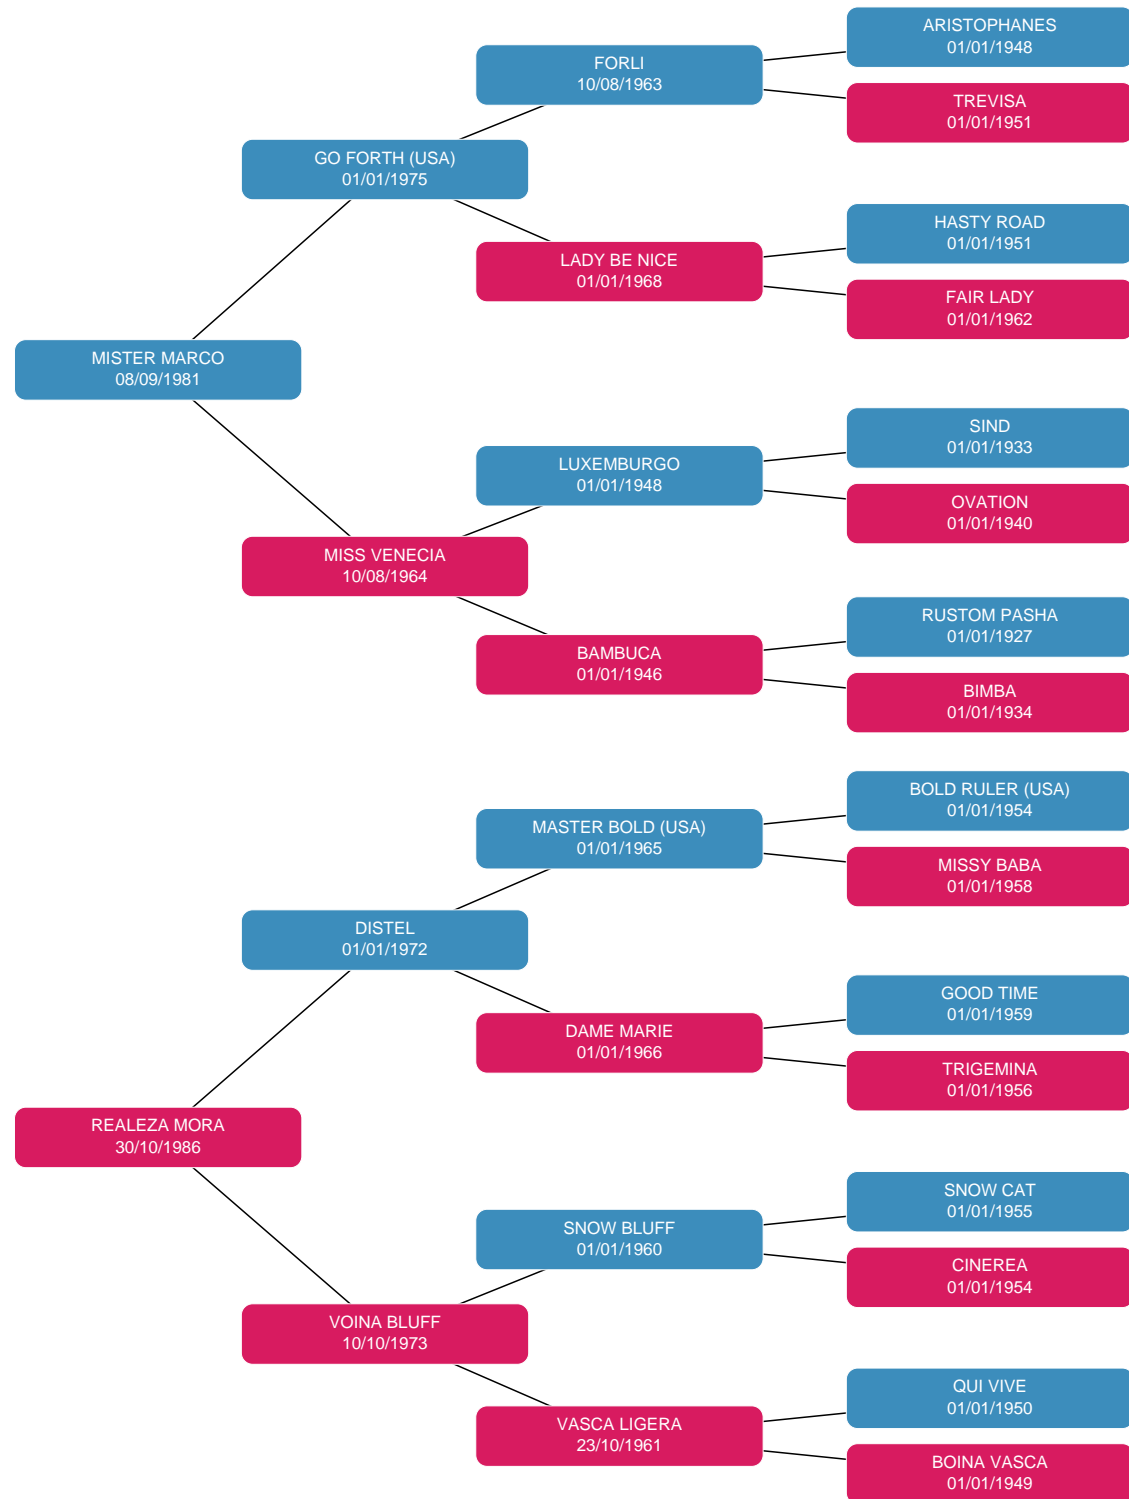 ARISTOPHANES
01/01/1948
FORLI
10/08/1963
TREVISA
01/01/1951
GO FORTH (USA)
01/01/1975
HASTY ROAD
01/01/1951
LADY BE NICE
01/01/1968
FAIR LADY
01/01/1962
MISTER MARCO
08/09/1981
SIND
01/01/1933
LUXEMBURGO
01/01/1948
OVATION
01/01/1940
MISS VENECIA
10/08/1964
RUSTOM PASHA
01/01/1927
BAMBUCA
01/01/1946
BIMBA
01/01/1934
BOLD RULER (USA)
01/01/1954
MASTER BOLD (USA)
01/01/1965
MISSY BABA
01/01/1958
DISTEL
01/01/1972
GOOD TIME
01/01/1959
DAME MARIE
01/01/1966
TRIGEMINA
01/01/1956
REALEZA MORA
30/10/1986
SNOW CAT
01/01/1955
SNOW BLUFF
01/01/1960
CINEREA
01/01/1954
VOINA BLUFF
10/10/1973
QUI VIVE
01/01/1950
VASCA LIGERA
23/10/1961
BOINA VASCA
01/01/1949